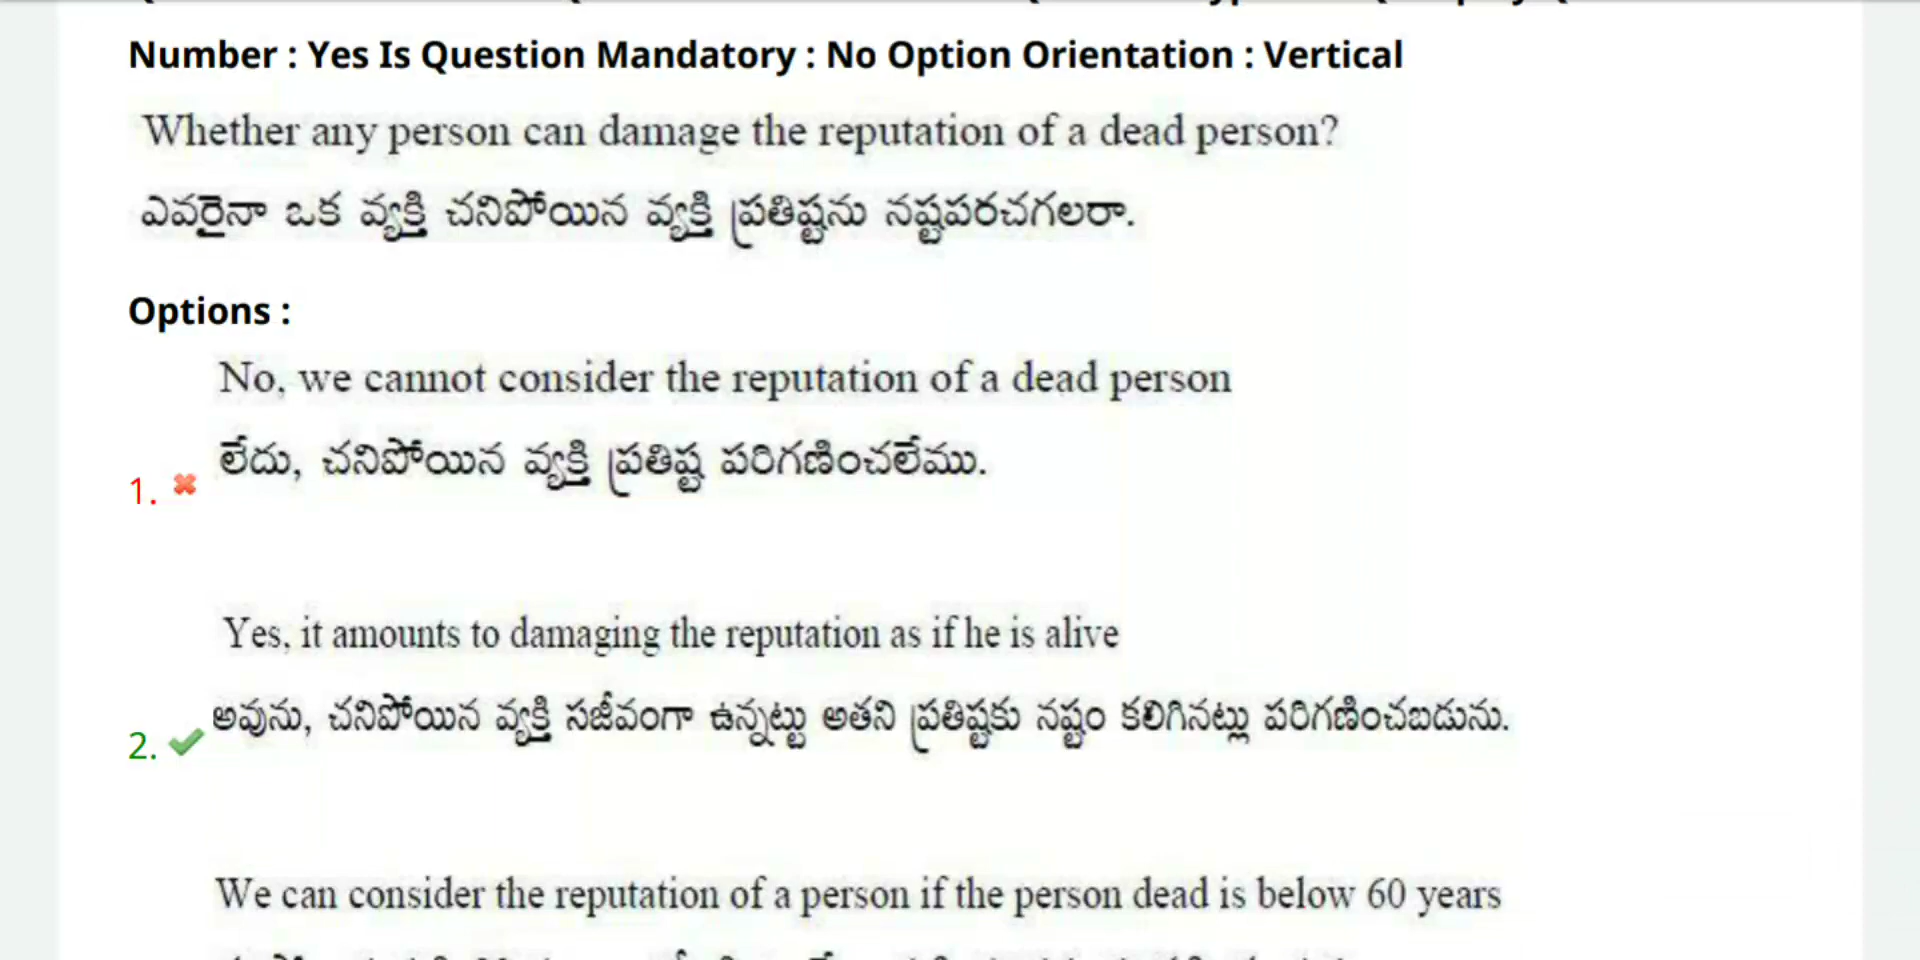 Number : Yes Is Question Mandatory : No Option Orientation : Vertical
Whether any person can damage the reputation of a dead person?
ఎవరైనా ఒక వ్యక్తి చనిపోయిన వ్యక్తి ప్రతిష్టను నష్టపరచగలరా.
Options :
No, we cannot consider the reputation of a dead person
లేదు, చనిపోయిన వ్యక్తి ప్రతిష్ట పరిగణించలేము.
1.
Yes, it amounts to damaging the reputation as if he is alive
అవును, చనిపోయిన వ్యక్తి సజీవంగా ఉన్నట్టు అతని ప్రతిష్టకు నష్టం కలిగినట్లు పరిగణించబడును.
2.
We can consider the reputation of a person if the person dead is below 60 years